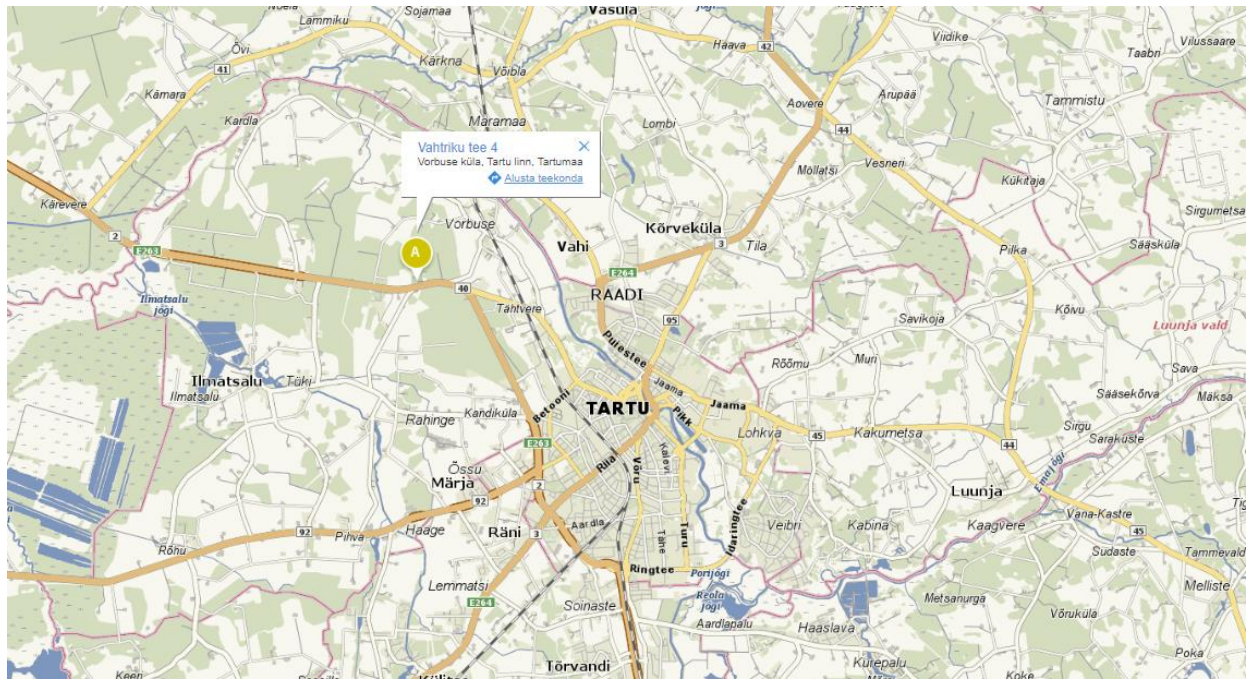 Sojamaa
Vasula
Viidike
Lammiku
Haava
42
Vilussaare
Õvi
Taabri
Kärkna
Võibla
41
Kämara
Arupää
Aovere
Tammistu
Kardla
Maramaa
Lombi
44
Vahtriku tee 4
Vorbuse küla, Tartu linn, Tartumaa
Alusta teekonda
Vesneri
Möllatsi
Kükitaja
Kärevere
Sirgumetsa
2
Vorbuse
Kõrveküla
E263
A
Vahi
3
Tila
Pilka
Sääsküla
E264
40
Ilmatsalu
jõgi
RAADI
Tähtvere
Kõivu
95
Savikoja
Luunja vald
Puiestee
Rõõmu
Muri
Sava
Ilmatsalu
Tüki
Jaama
Ilmatsalu
Sääsekõrva
Mäksa
Betooni
TARTU
Pikk
Jaama
Kandiküla
Rahinge
Sirgu
Lohkva
45
Kakumetsa
44
Saraküste
E263
Riia
Võru
Kalevi
Emajõgi
Õssu
Märja
2
Luunja
92
Haage
Räni
3
Aardla
Turu
Idaringtee
Veibri
Kabina
Kaagvere
Vana-Kastre
45
92
Pihva
Rõhu
Sudaste
Tammevald
Ringtee
Porijõgi
Lemmatsi
E264
Reola
jõgi
Metsanurga
Melliste
Soinaste
Aardlapalu
Haaslava
Võruküla
Tõrvandi
Kurepalu
Poka
Keen
Koke